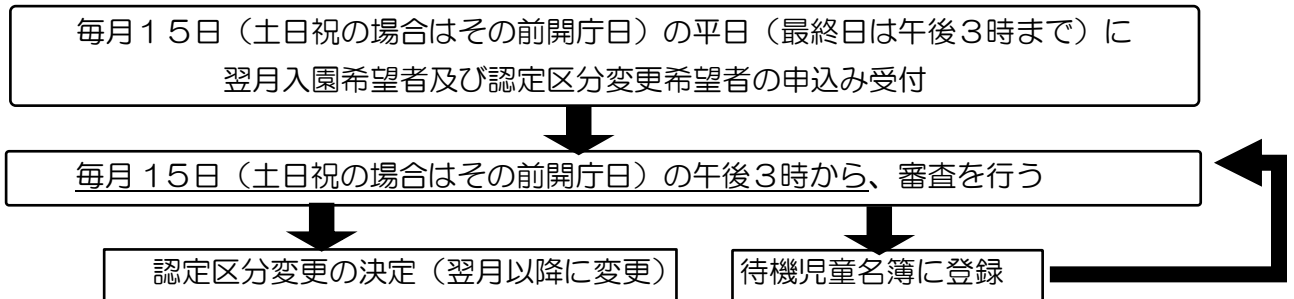 毎月１５日（土日祝の場合はその前開庁日）の平日（最終日は午後３時まで）に
翌月入園希望者及び認定区分変更希望者の申込み受付
毎月１５日（土日祝の場合はその前開庁日）の午後３時から、審査を行う
認定区分変更の決定（翌月以降に変更）
待機児童名簿に登録